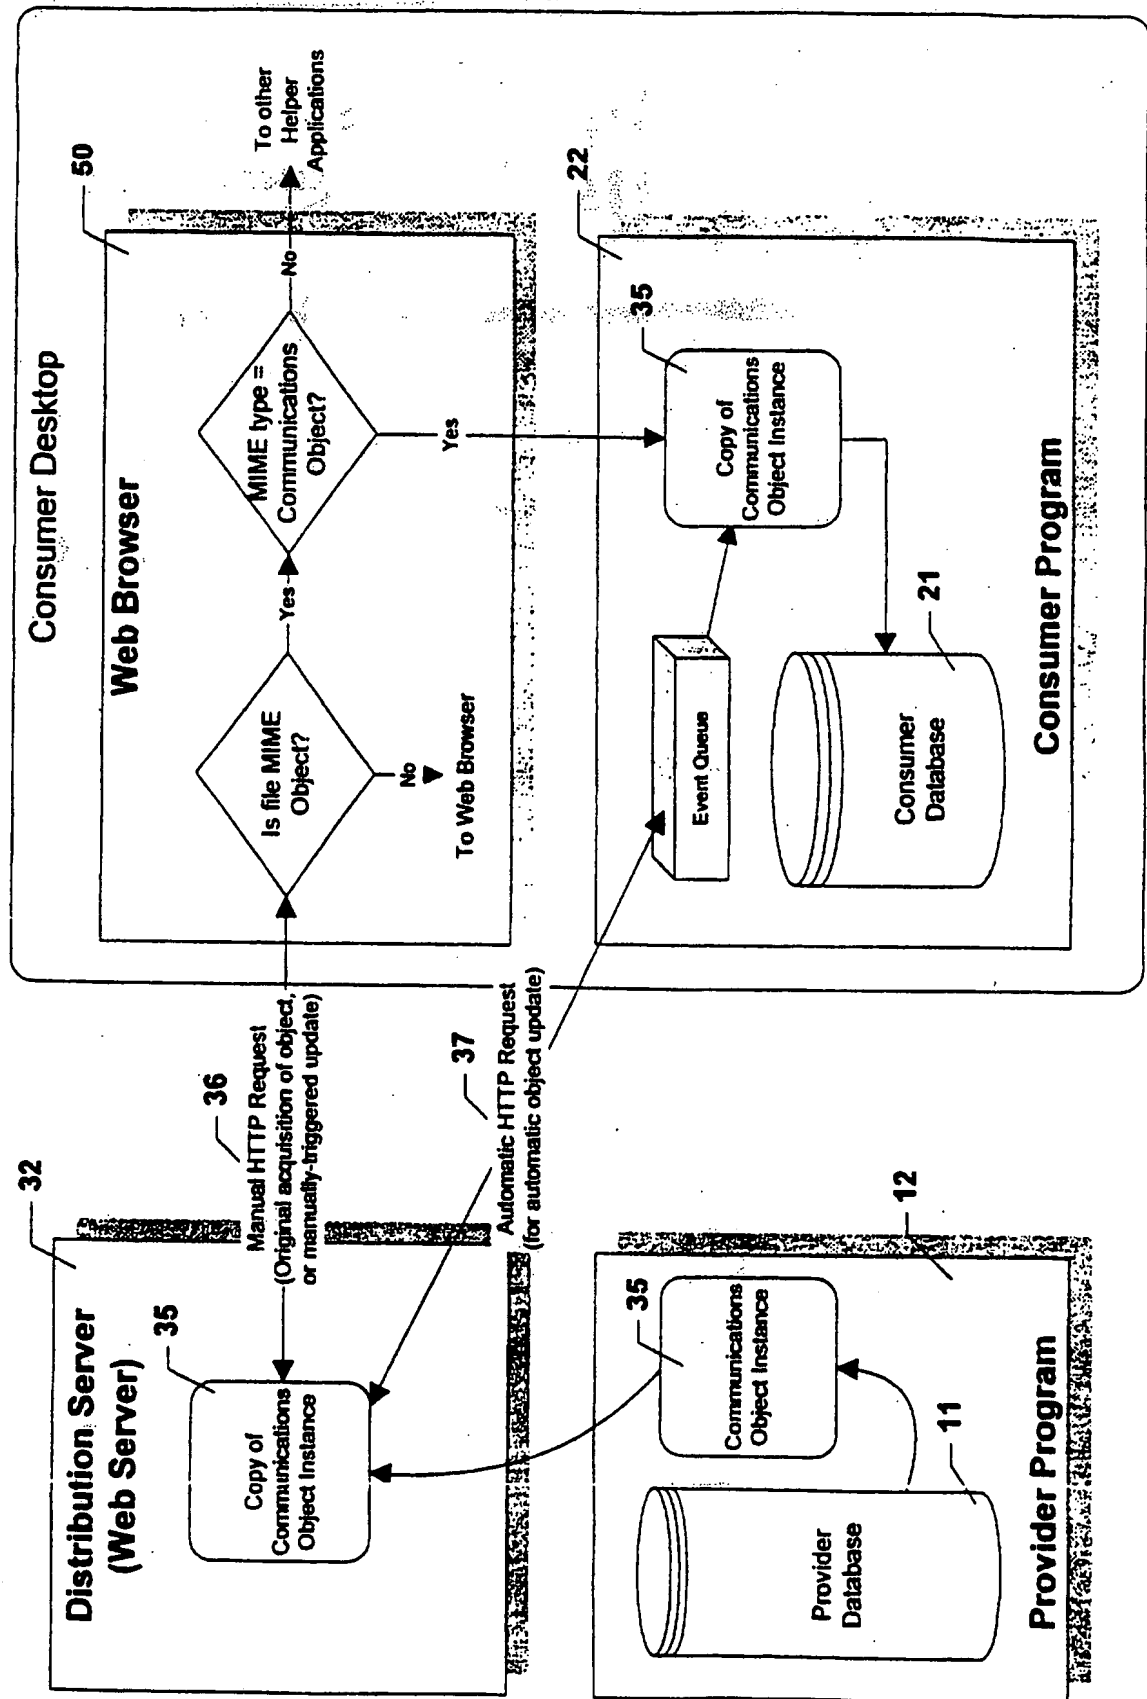 Consumer Desktop
Distribution Server
(Web Server)
32
35
Copy of
Communications
Object Instance
36
Manual HTTP Request
(Original acquisition of object,
or manually-triggered update)
37
Automatic HTTP Request
(for automatic object update)
Web Browser
50
Is file MIME
Object?
No
To Web Browser
Yes
MIME type =
Communications
Object?
No
To other
Helper
Applications
Yes
Provider Program
12
Provider
Database
11
35
Communications
Object Instance
Consumer Program
22
Event Queue
35
Copy of
Communications
Object Instance
Consumer
Database
21